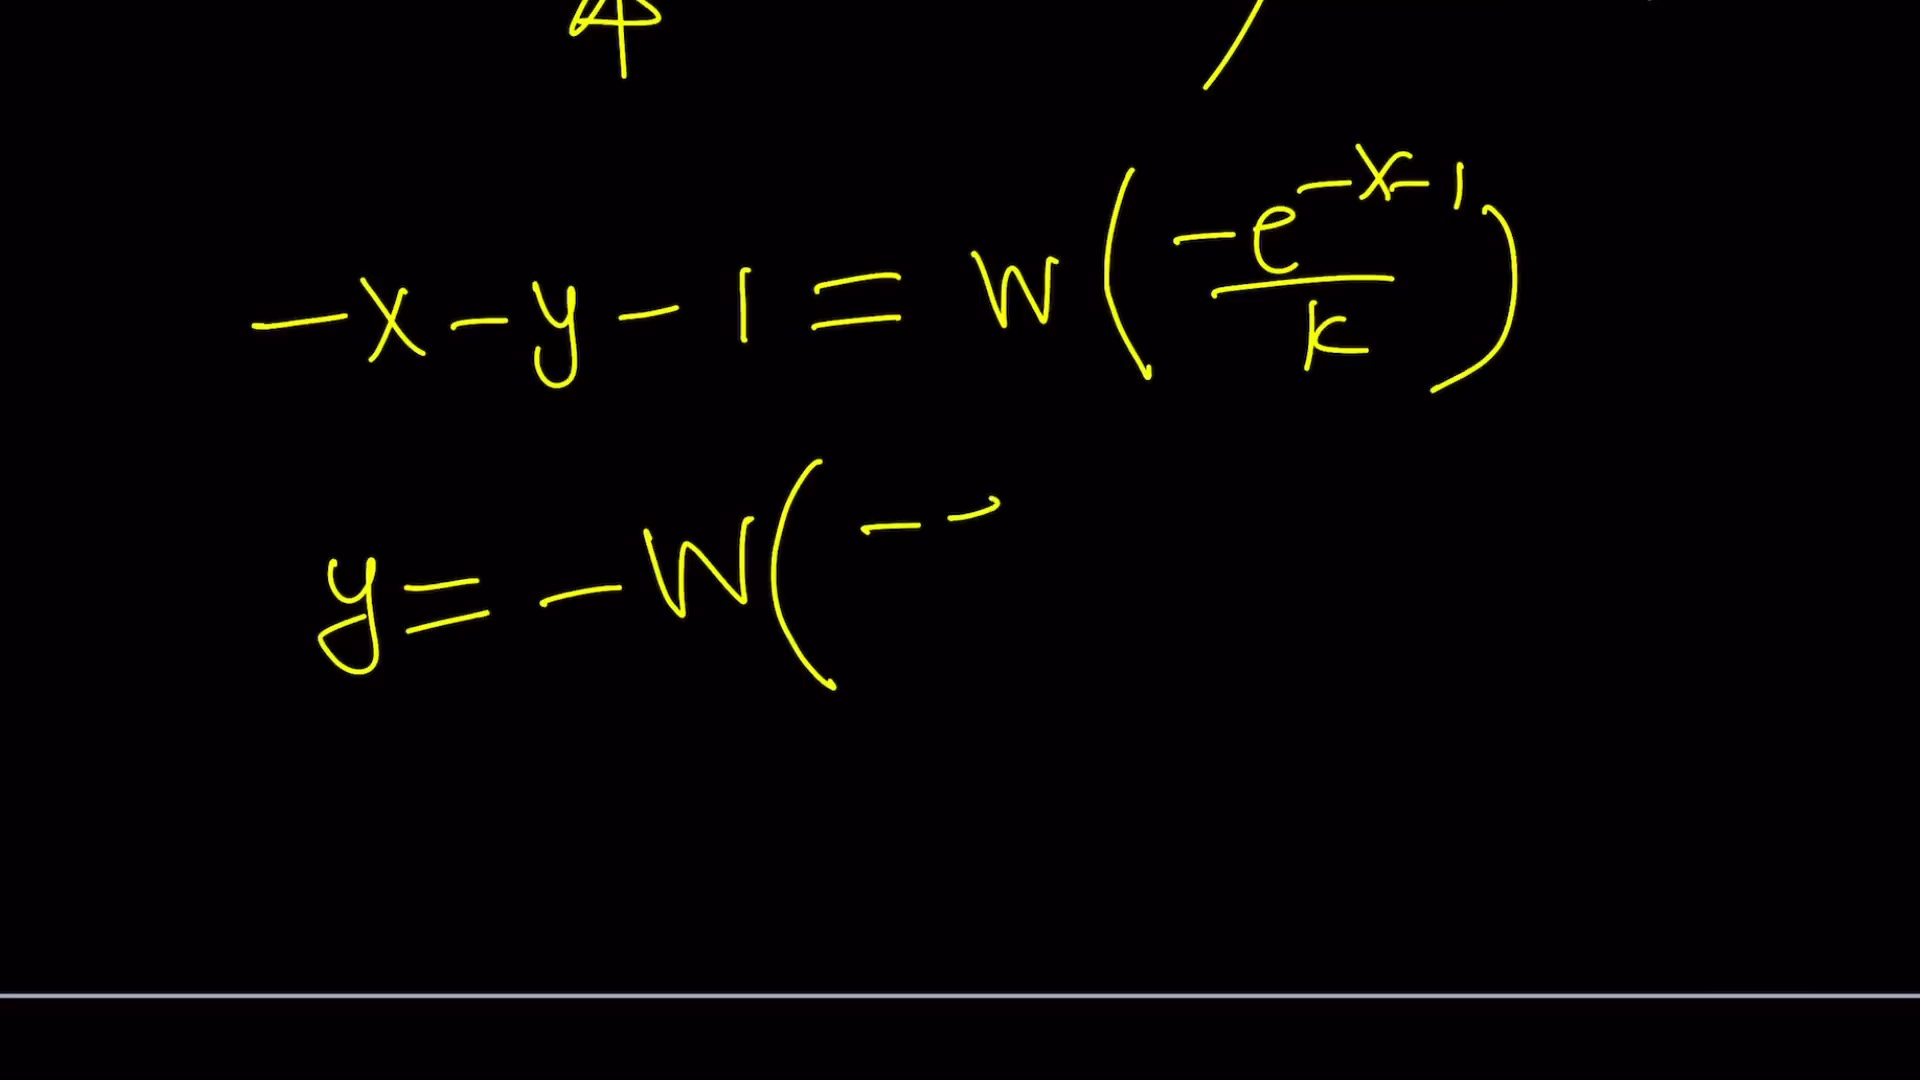 -x-y-1 = W(-e^{-x-1}/k)
y = -W(-